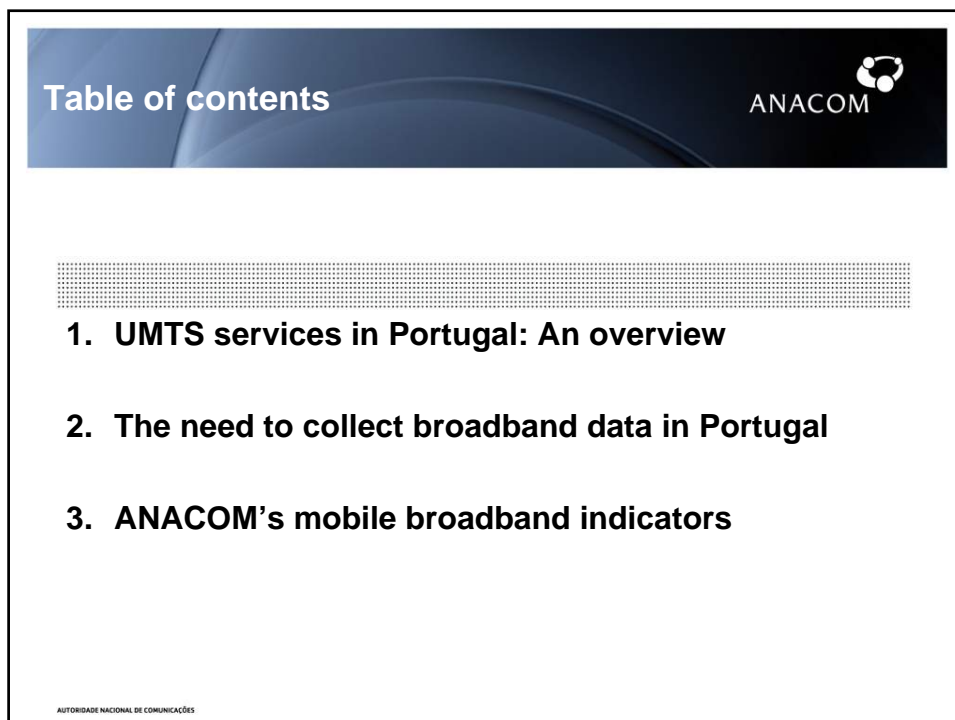 Table of contents
ANACOM
1. UMTS services in Portugal: An overview
2. The need to collect broadband data in Portugal
3. ANACOM’s mobile broadband indicators
AUTORIDADE NACIONAL DE COMUNICAÇÕES